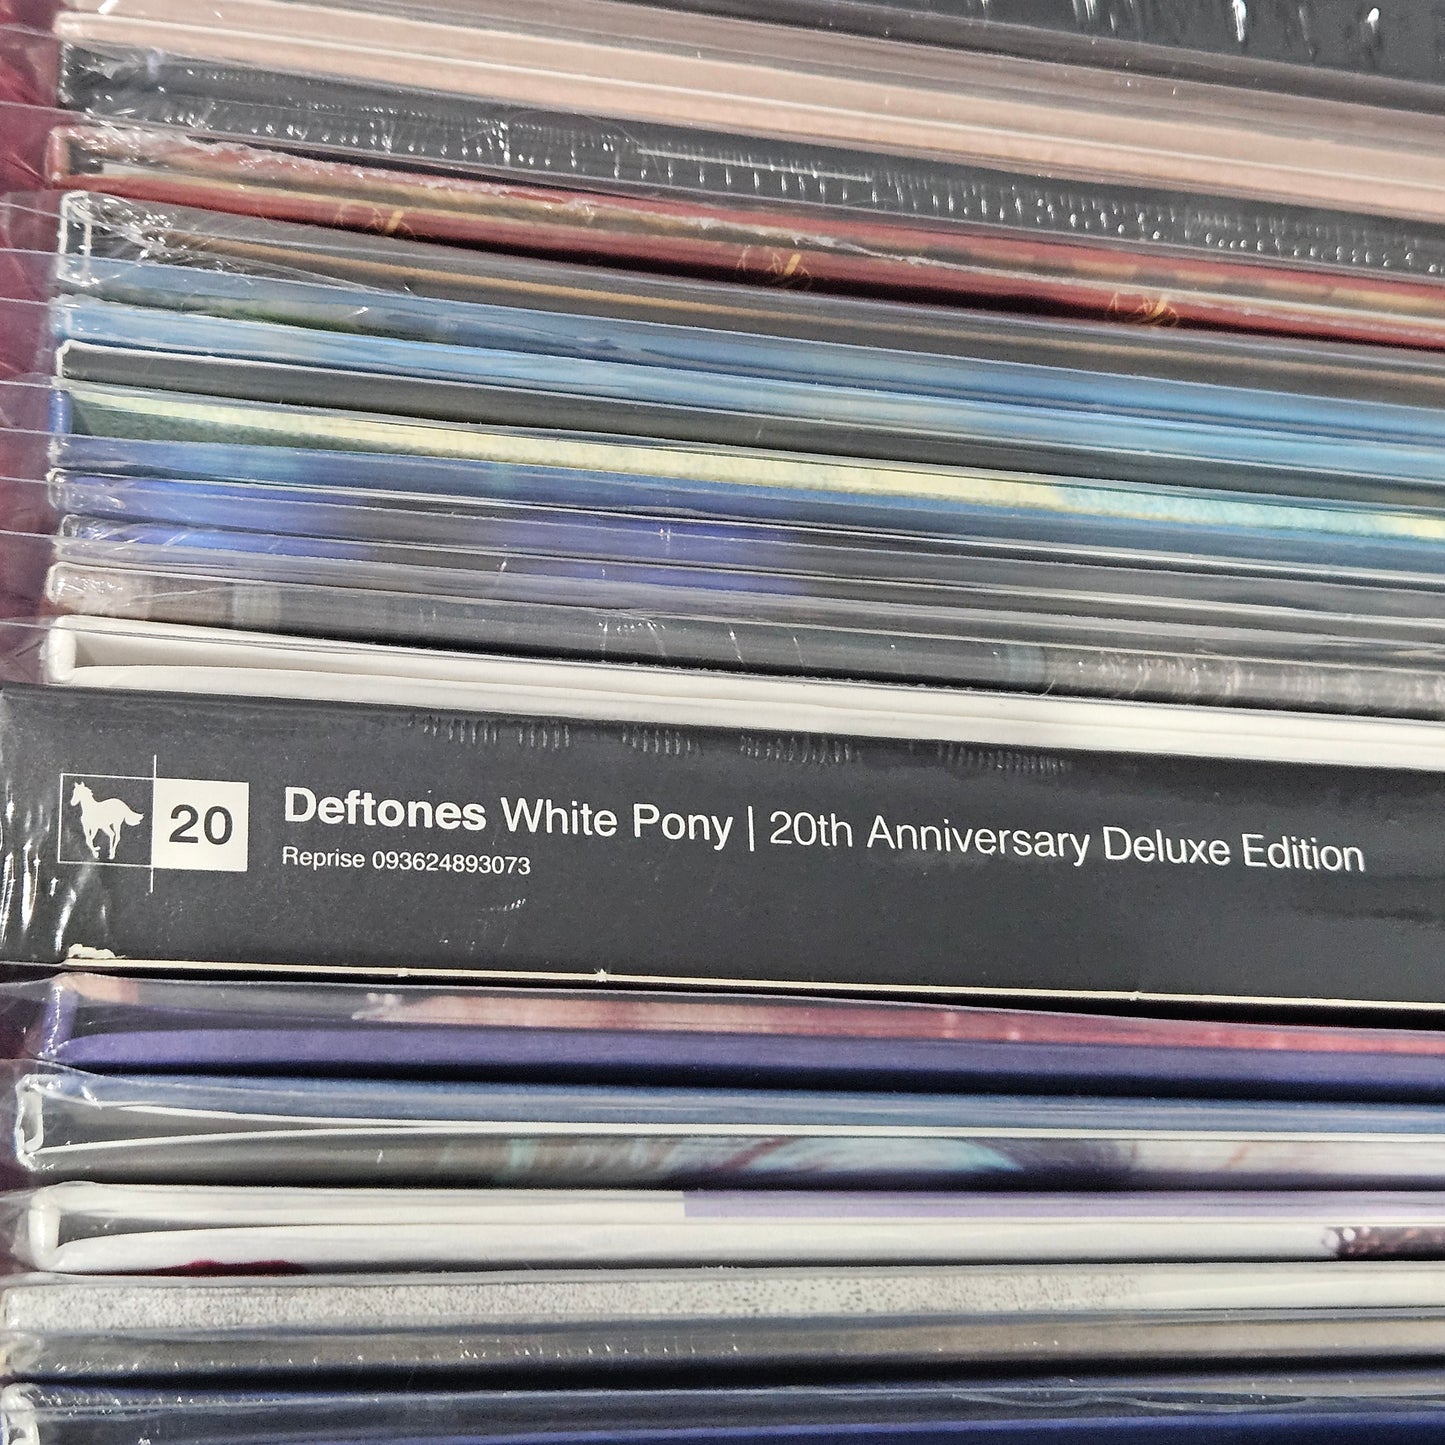 20
Deftones White Pony | 20th Anniversary Deluxe Edition
Reprise 093624893073